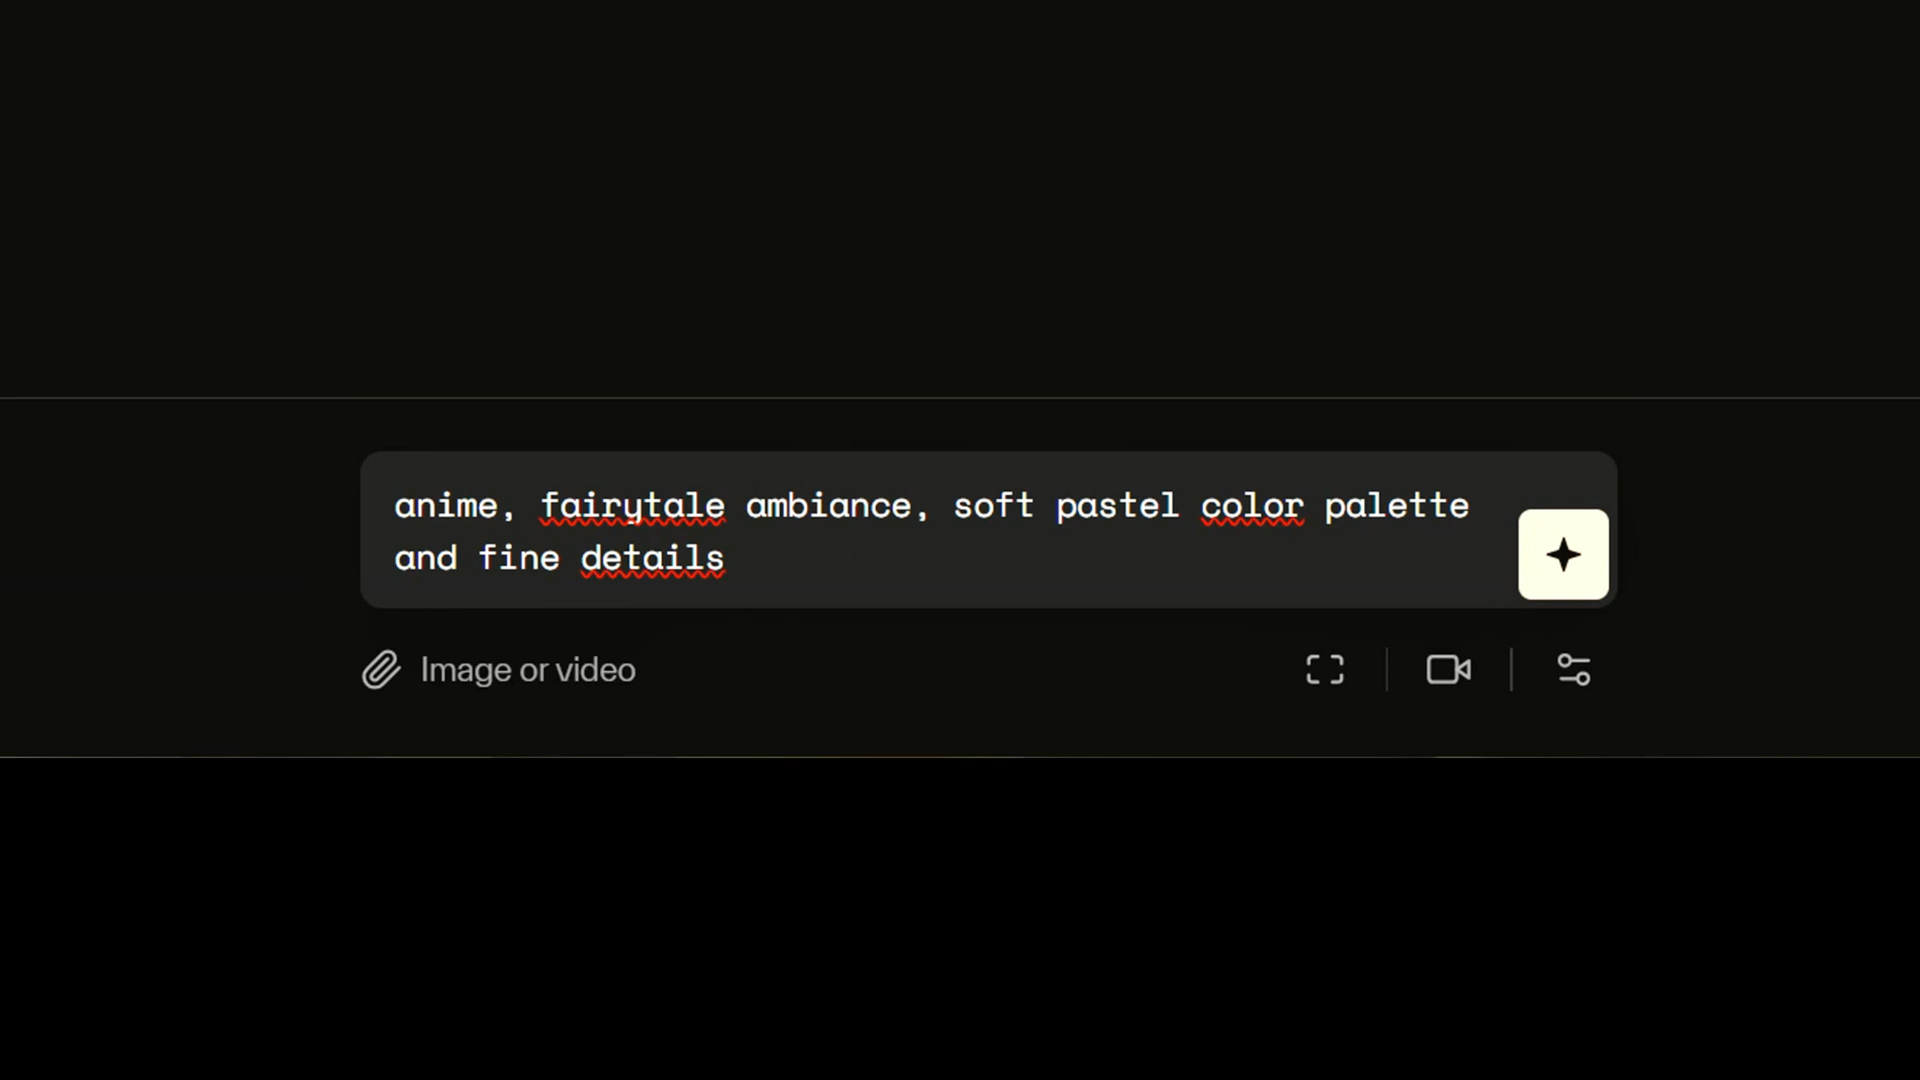 anime, fairytale ambiance, soft pastel color palette
and fine details
Image or video